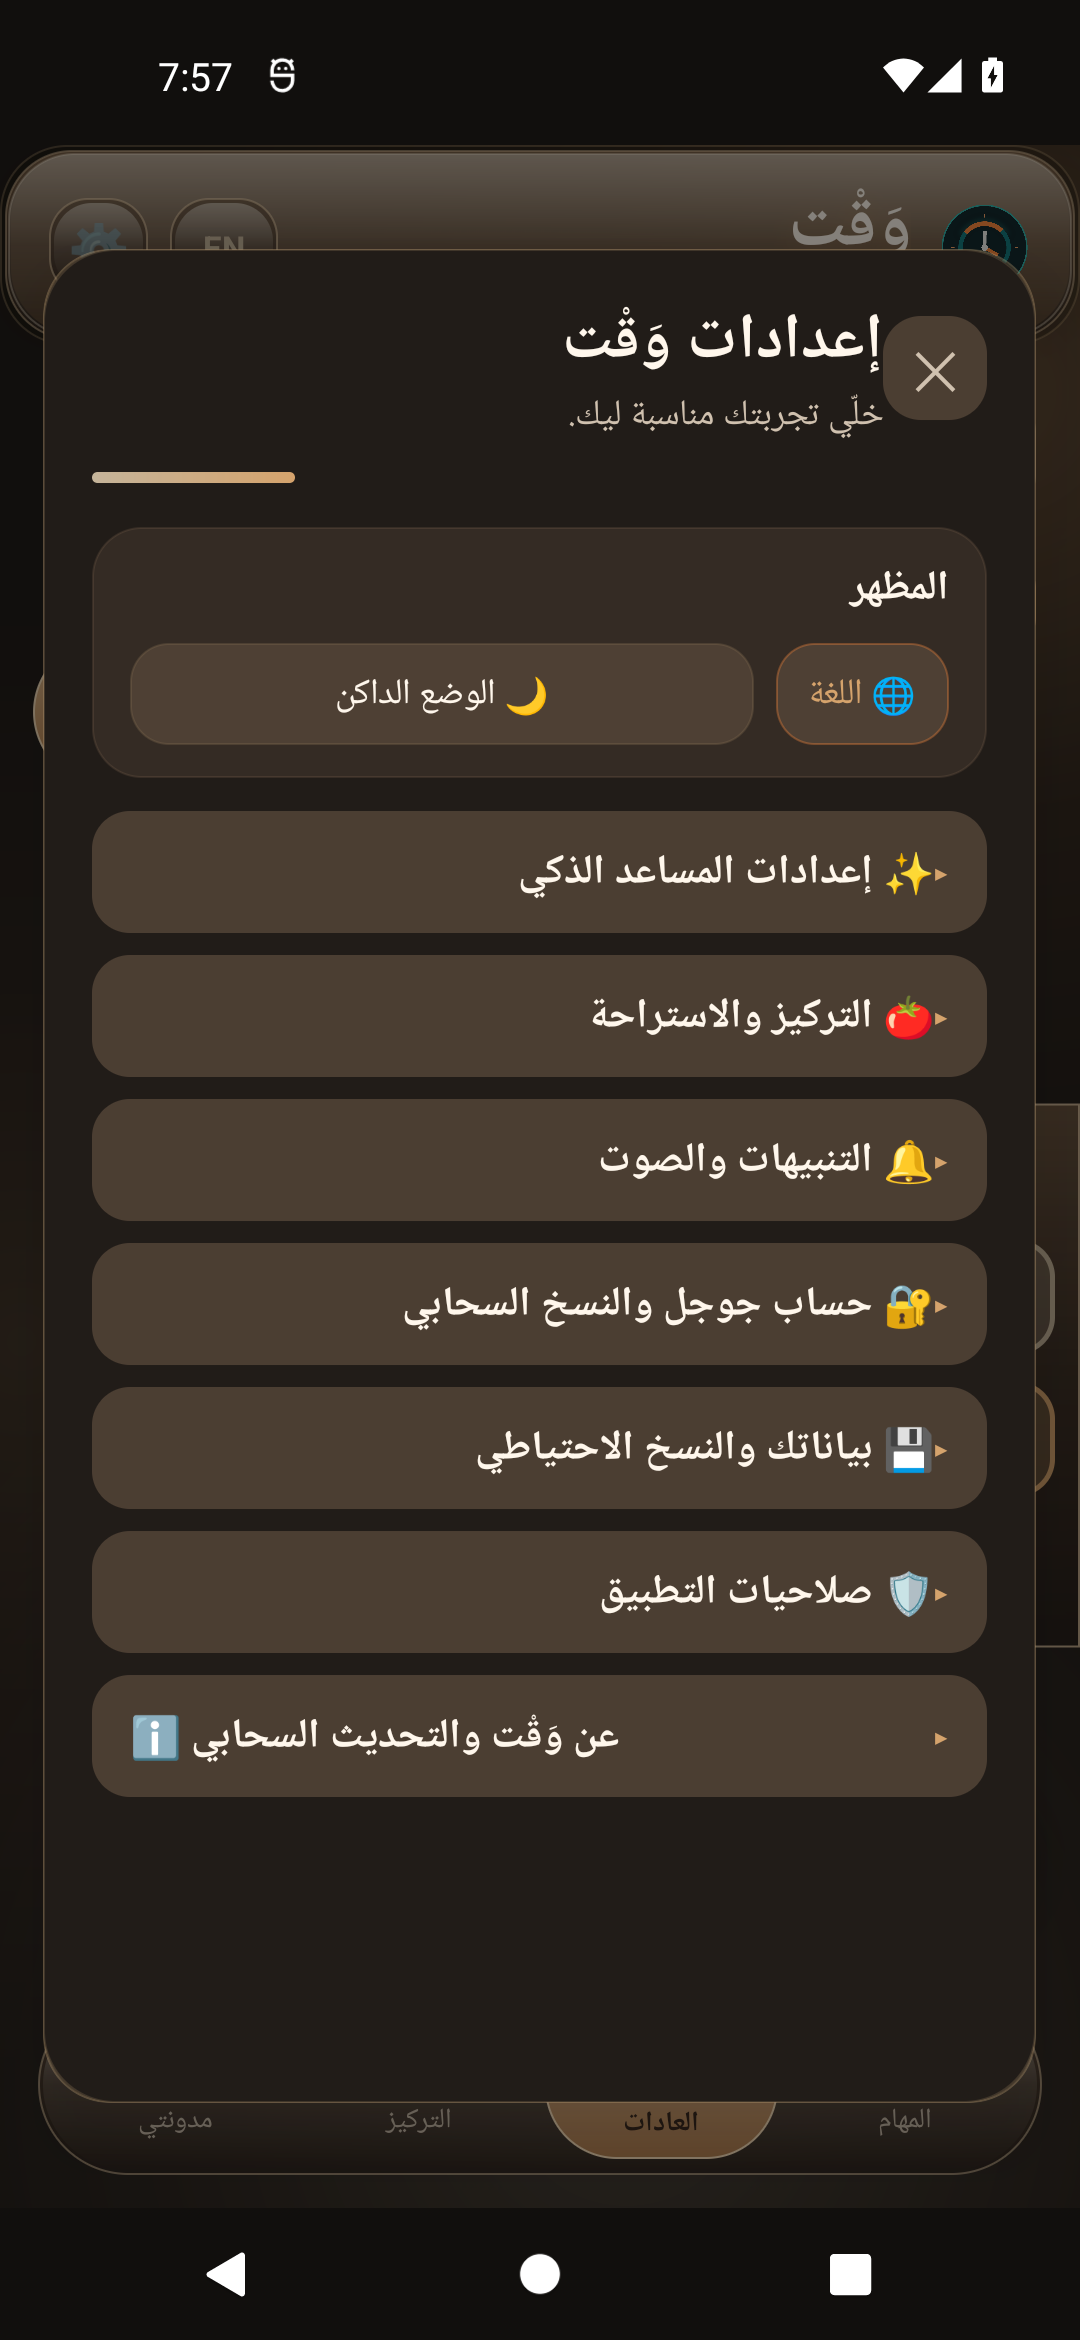 7:57
وَقْت
EN
إعدادات وَقْت
خلّي تجربتك مناسبة ليك.
المظهر
🌐 اللغة
🌙 الوضع الداكن
✨ إعدادات المساعد الذكي
🍅 التركيز والاستراحة
🔔 التنبيهات والصوت
🔐 حساب جوجل والنسخ السحابي
💾 بياناتك والنسخ الاحتياطي
🛡️ صلاحيات التطبيق
عن وَقْت والتحديث السحابي ℹ️
المهام
العادات
التركيز
مدونتي